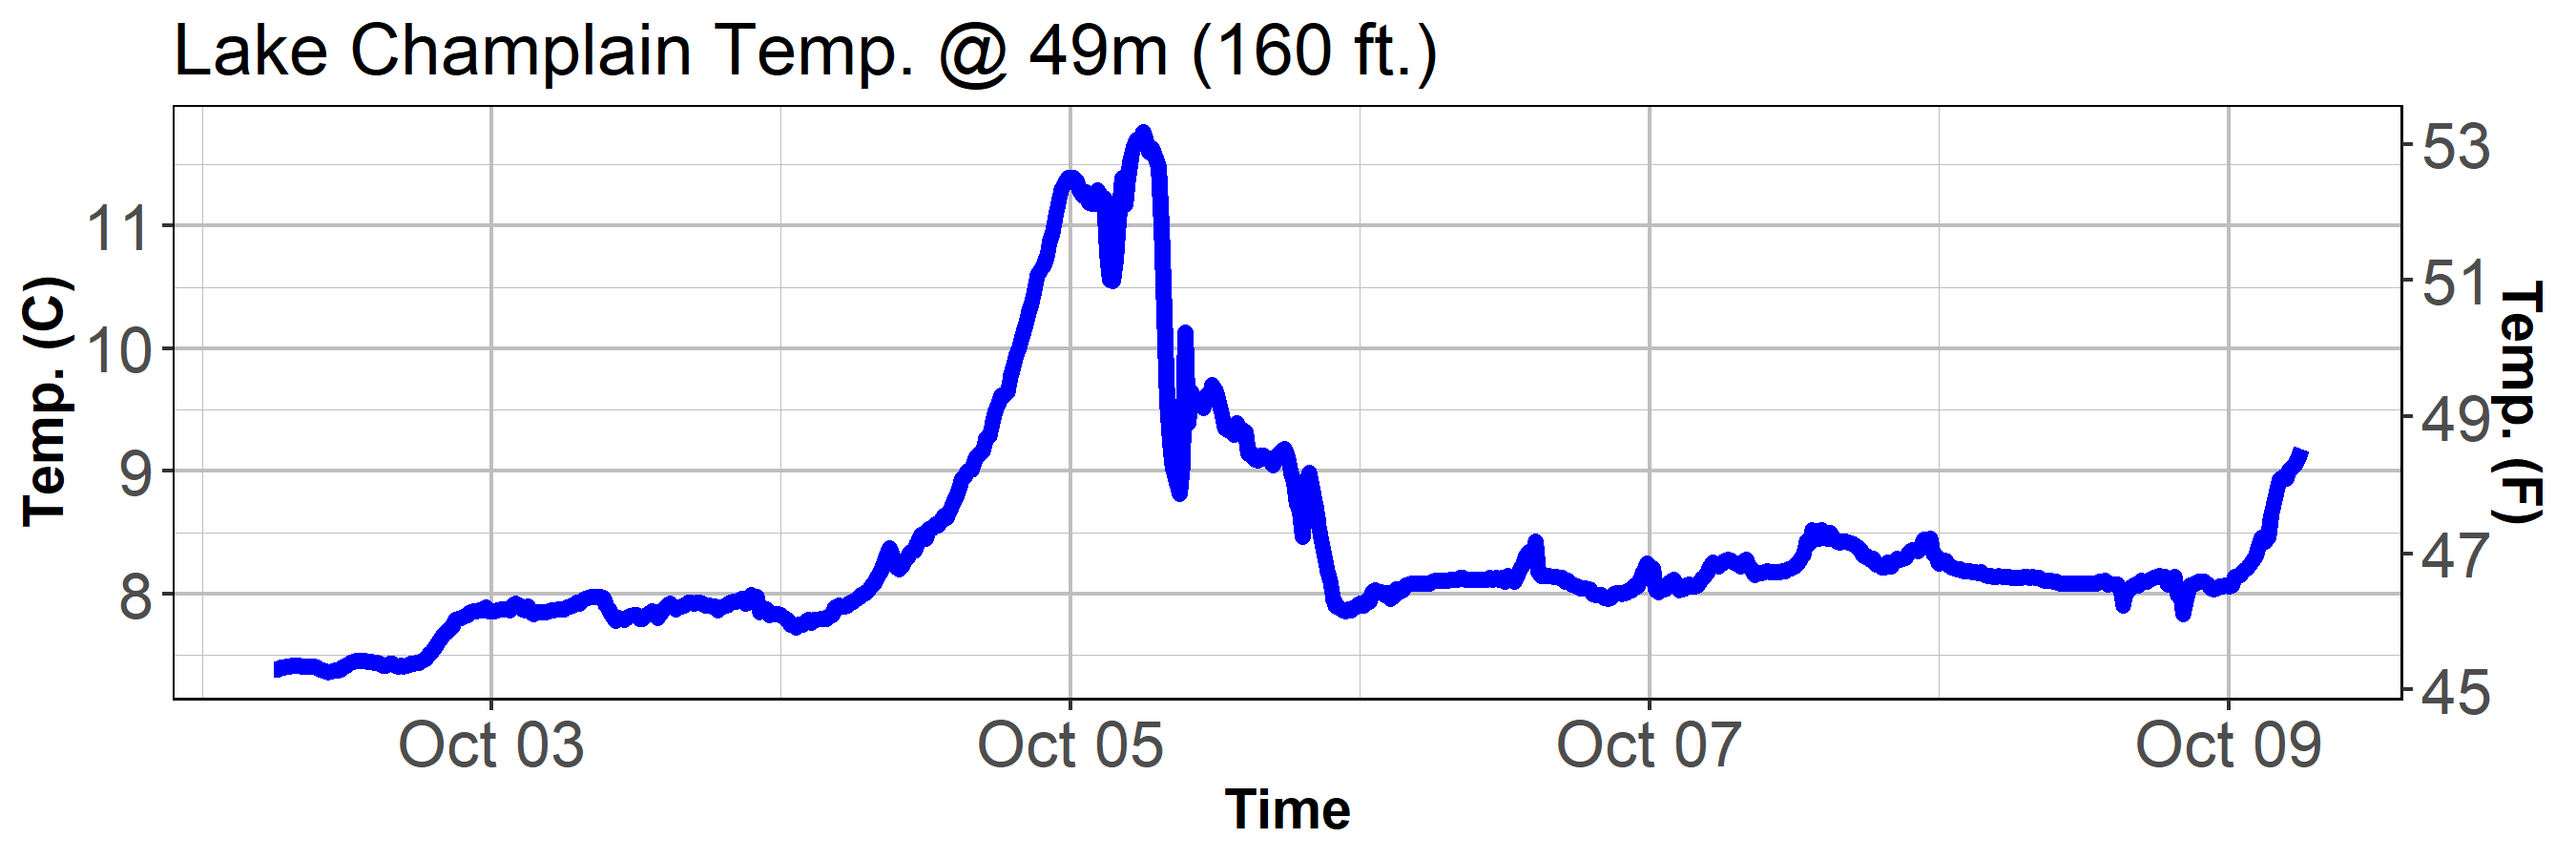 Lake Champlain Temp. @ 49m (160 ft.)
Temp. (C)
11
10
9
8
53
51
49
47
45
Temp. (F)
Oct 03 Oct 05 Oct 07 Oct 09
Time